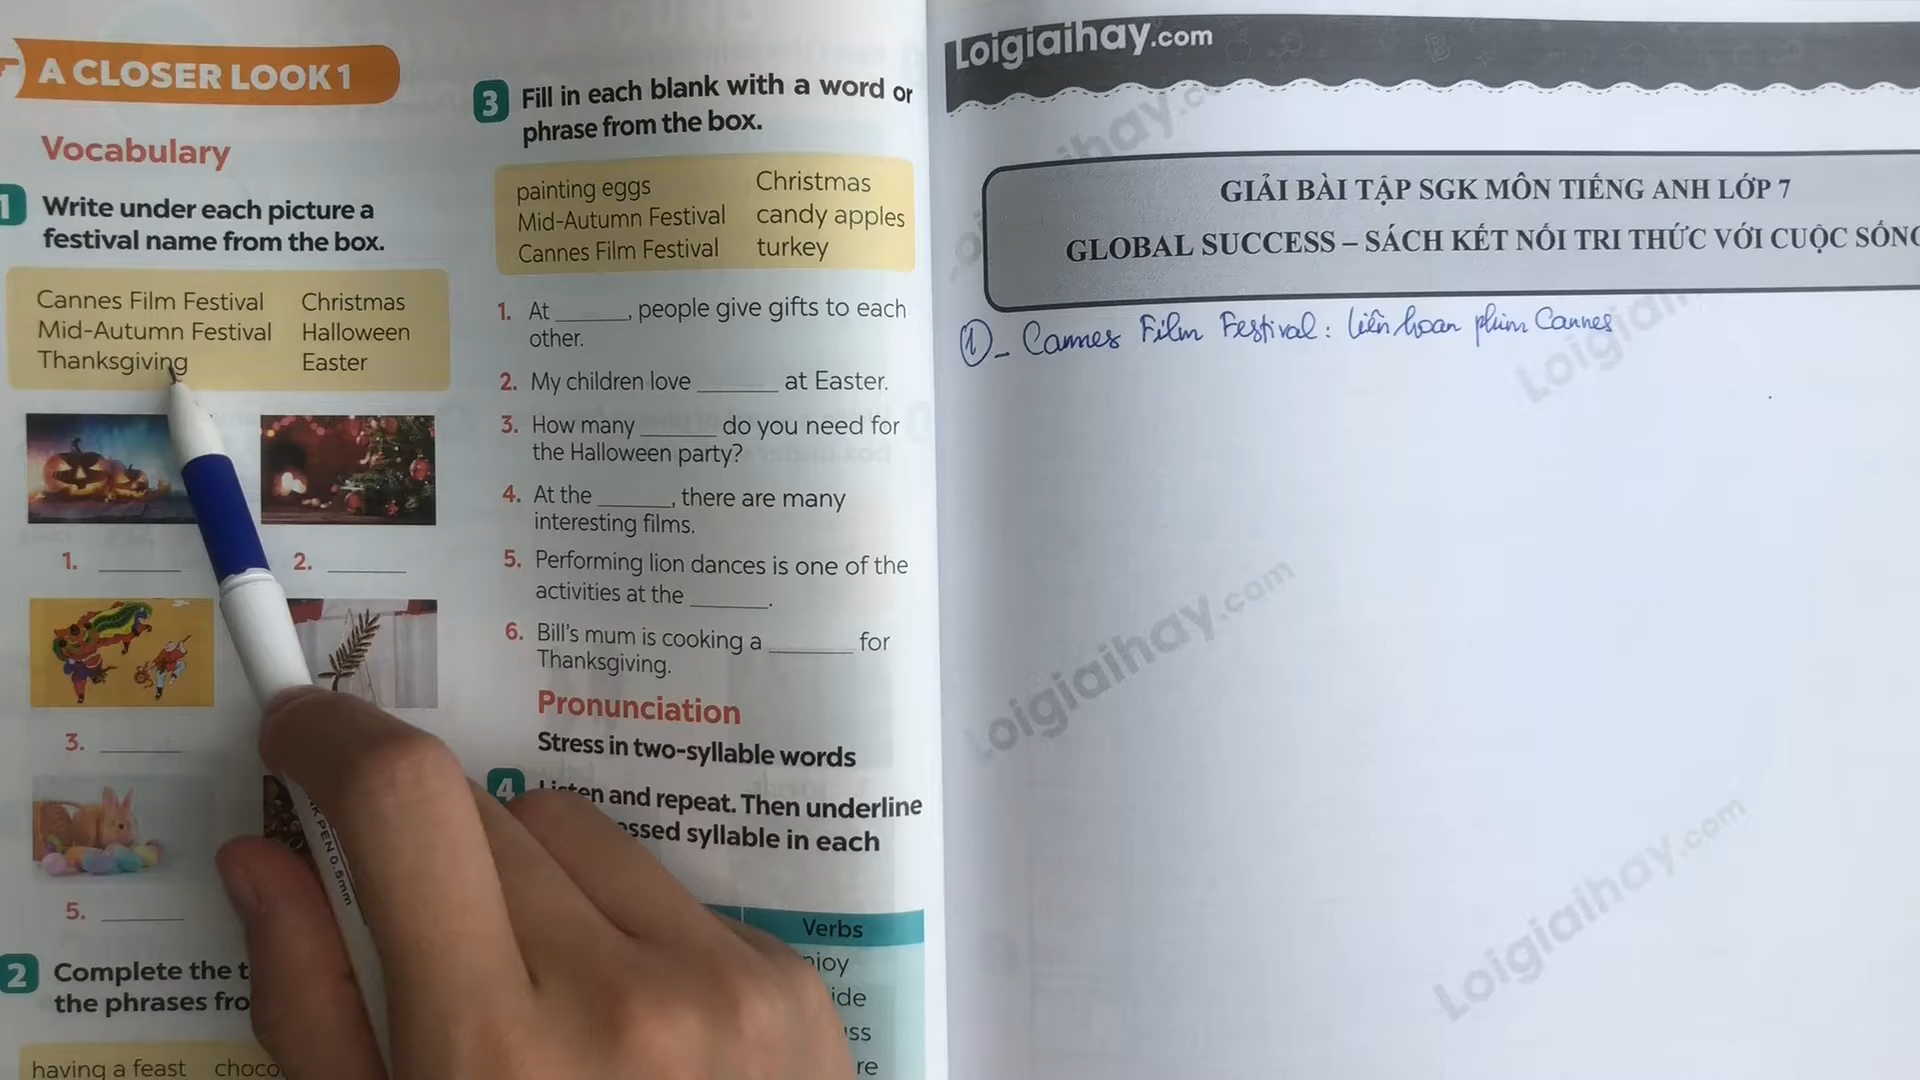 A CLOSER LOOK 1
Vocabulary
1 Write under each picture a
festival name from the box.
Cannes Film Festival Christmas
Mid-Autumn Festival Halloween
Thanksgiving Easter
1. ______ 2. ______
3. ______
5. ______
2 Complete the
the phrases
having a feast
3 Fill in each blank with a word or
phrase from the box.
painting eggs Christmas
Mid-Autumn Festival candy apples
Cannes Film Festival turkey
1. At ______, people give gifts to each
other.
2. My children love ______ at Easter.
3. How many ______ do you need for
the Halloween party?
4. At the ______, there are many
interesting films.
5. Performing lion dances is one of the
activities at the ______.
6. Bill's mum is cooking a ______ for
Thanksgiving.
Pronunciation
Stress in two-syllable words
4 Listen and repeat. Then underline
syllable in each
Verbs
PEN 0.5mm
Loigiaihay.com
GIẢI BÀI TẬP SGK MÔN TIẾNG ANH LỚP 7
GLOBAL SUCCESS – SÁCH KẾT NỐI TRI THỨC VỚI CUỘC SỐNG
1 - Cannes Film Festival: liên hoan phim Cannes
Loigiaihay.com
Loigiaihay.com